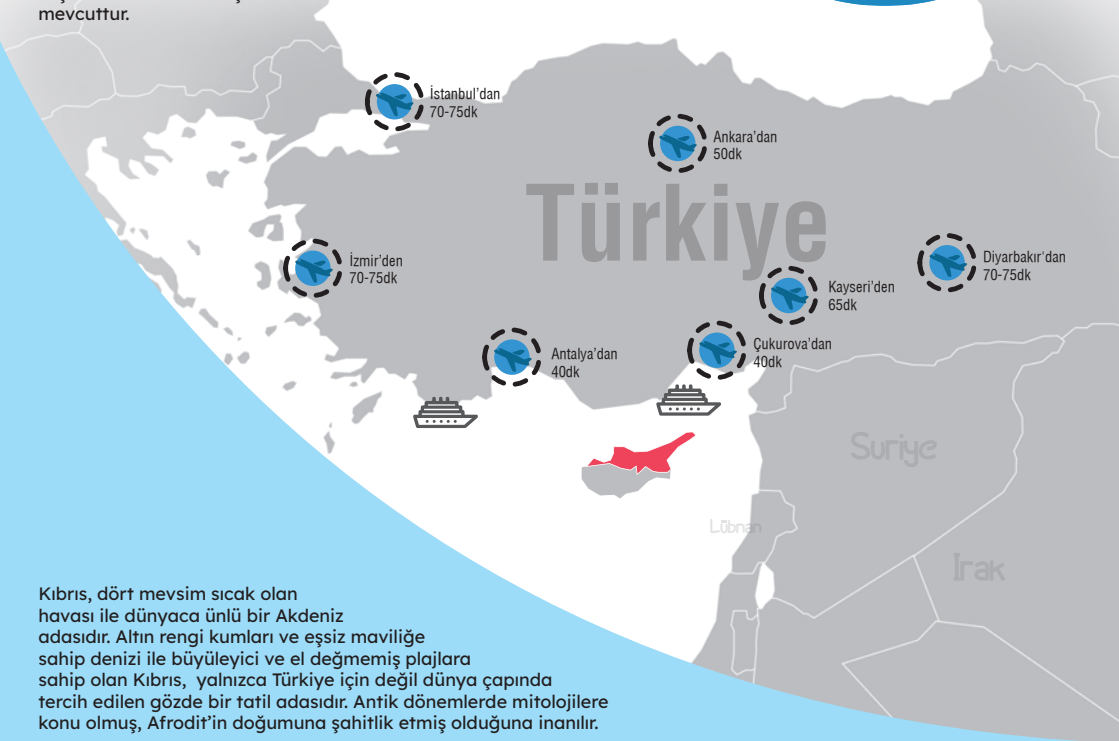 mevcuttur.
İstanbul'dan
70-75dk
Ankara'dan
50dk
Türkiye
İzmir'den
70-75dk
Diyarbakır'dan
70-75dk
Kayseri'den
65dk
Antalya'dan
40dk
Çukurova'dan
40dk
Suriye
Lübnan
Irak
Kıbrıs, dört mevsim sıcak olan
havası ile dünyaca ünlü bir Akdeniz
adasıdır. Altın rengi kumları ve eşsiz maviliğe
sahip denizi ile büyüleyici ve el değmemiş plajlara
sahip olan Kıbrıs, yalnızca Türkiye için değil dünya çapında
tercih edilen gözde bir tatil adasıdır. Antik dönemlerde mitolojilere
konu olmuş, Afrodit'in doğumuna şahitlik etmiş olduğuna inanılır.